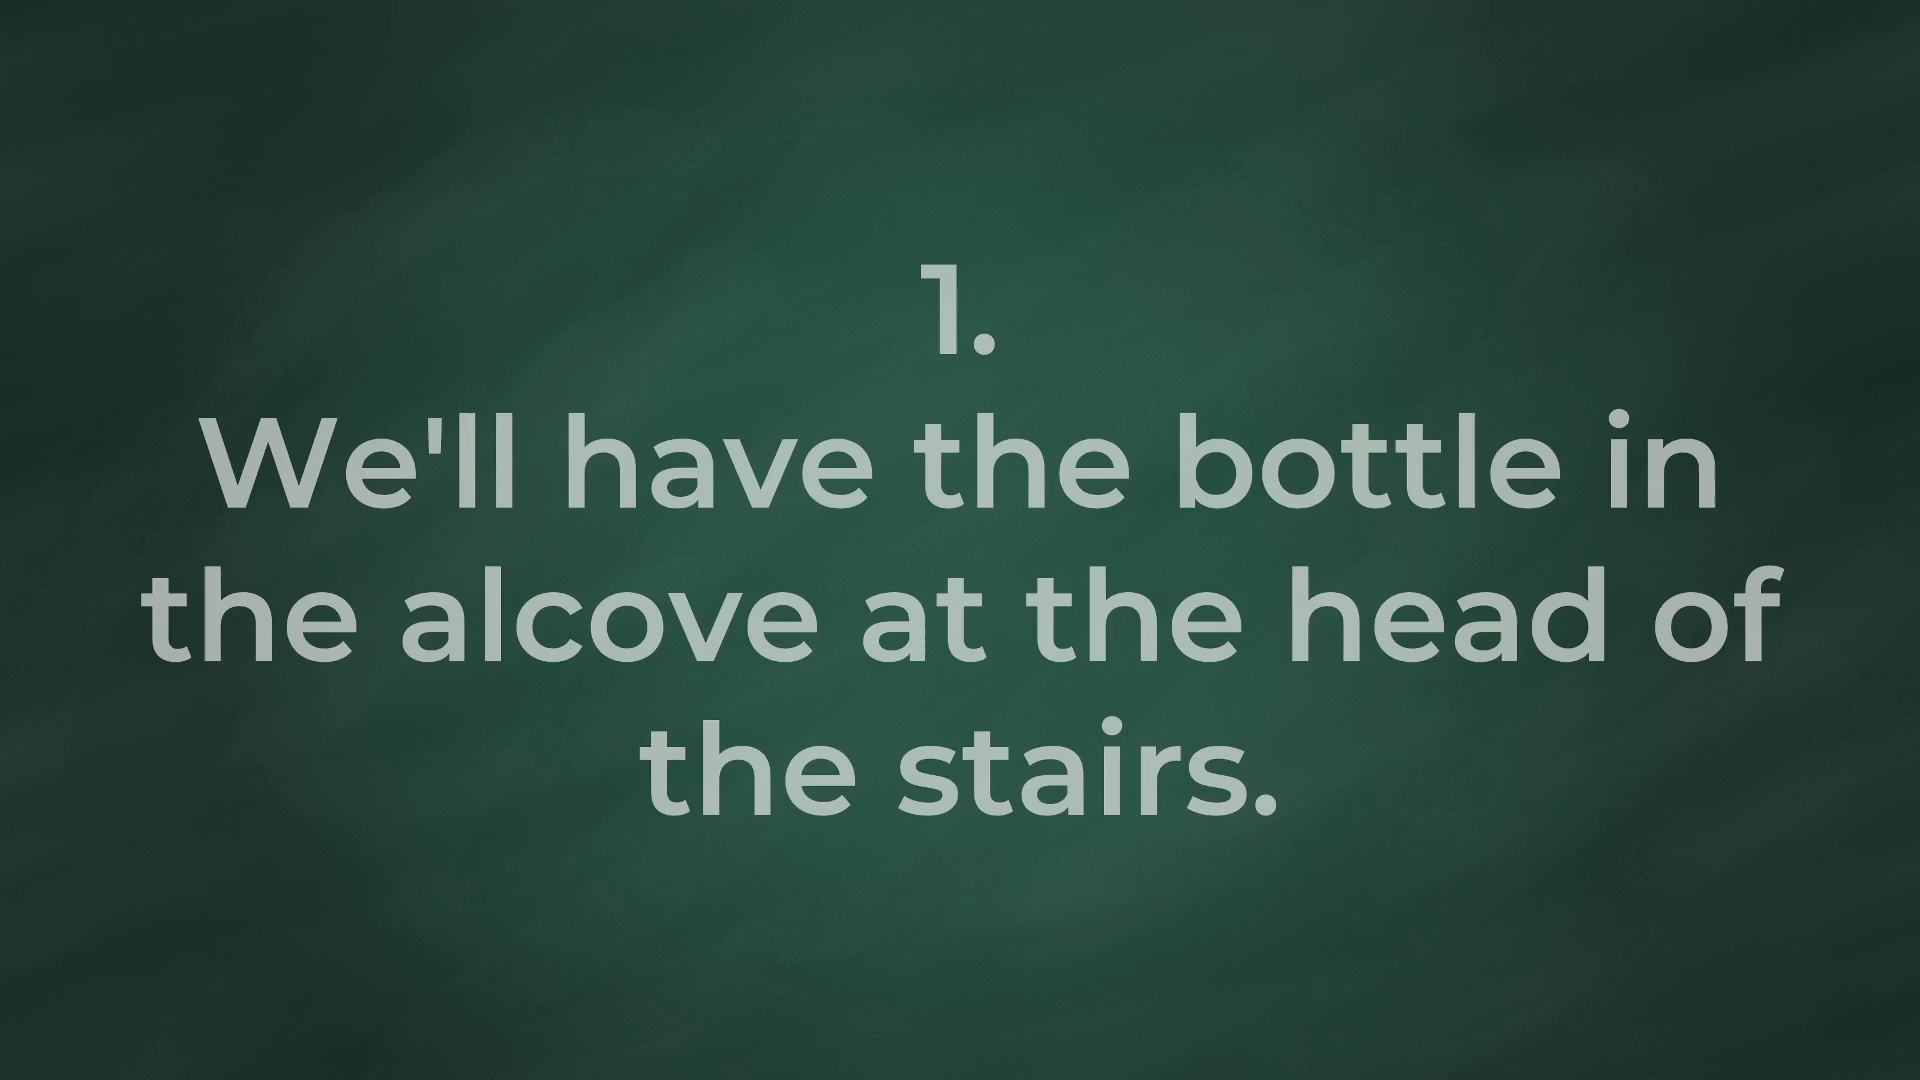 1.
We'll have the bottle in
the alcove at the head of
the stairs.